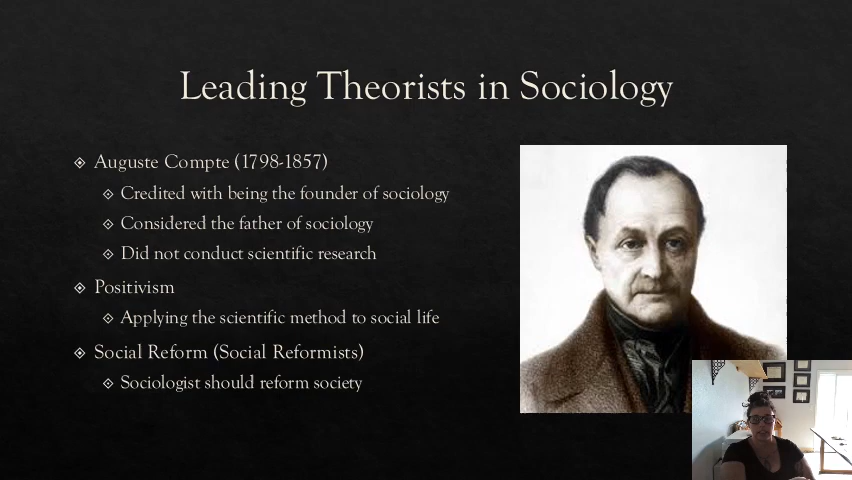 Leading Theorists in Sociology
Auguste Compte (1798-1857)
Credited with being the founder of sociology
Considered the father of sociology
Did not conduct scientific research
Positivism
Applying the scientific method to social life
Social Reform (Social Reformists)
Sociologist should reform society